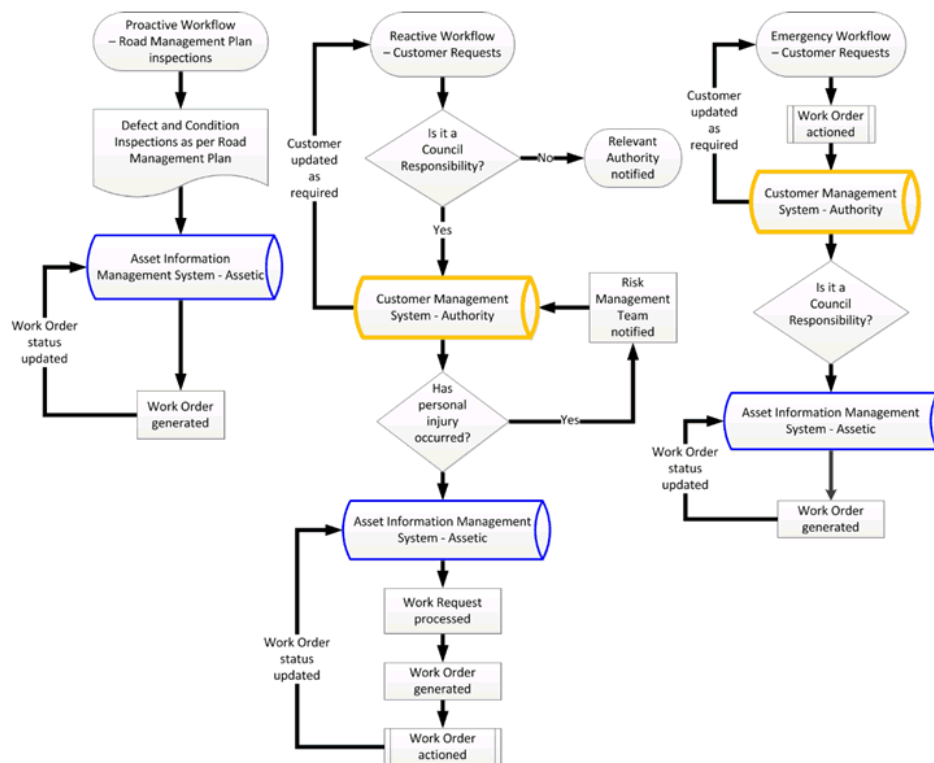 Proactive Workflow
– Road Management Plan
inspections
Defect and Condition
Inspections as per Road
Management Plan
Asset Information
Management System - Assetic
Work Order
status
updated
Work Order
generated
Reactive Workflow
– Customer Requests
Customer
updated
as
required
Is it a
Council
Responsibility?
No
Relevant
Authority
notified
Yes
Customer Management
System - Authority
Risk
Management
Team
notified
Has
personal
injury
occurred?
Yes
Asset Information Management
System - Assetic
Work Request
processed
Work Order
status
updated
Work Order
generated
Work Order
actioned
Emergency Workflow
– Customer Requests
Customer
updated
as
required
Work Order
actioned
Customer Management
System - Authority
Is it a
Council
Responsibility?
Asset Information Management
System - Assetic
Work Order
status
updated
Work Order
generated